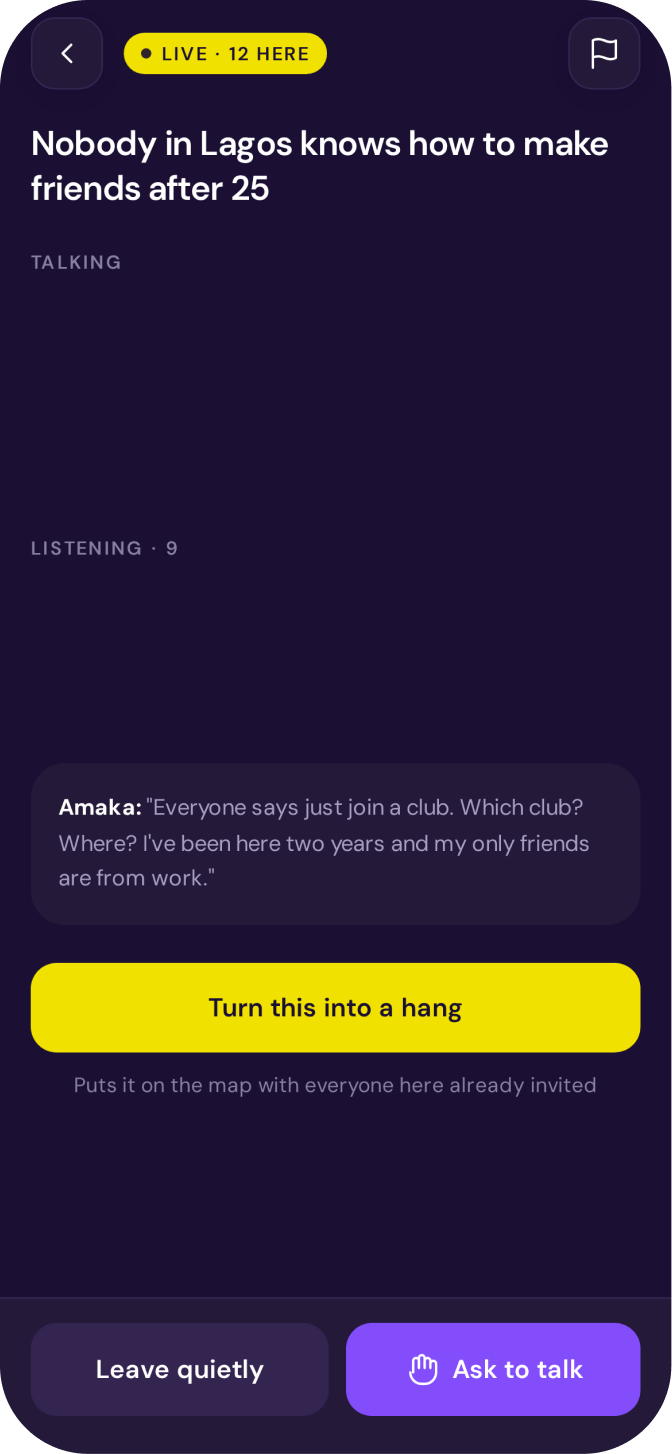 LIVE · 12 HERE
Nobody in Lagos knows how to make
friends after 25
TALKING
LISTENING · 9
Amaka: "Everyone says just join a club. Which club?
Where? I've been here two years and my only friends
are from work."
Turn this into a hang
Puts it on the map with everyone here already invited
Leave quietly
Ask to talk